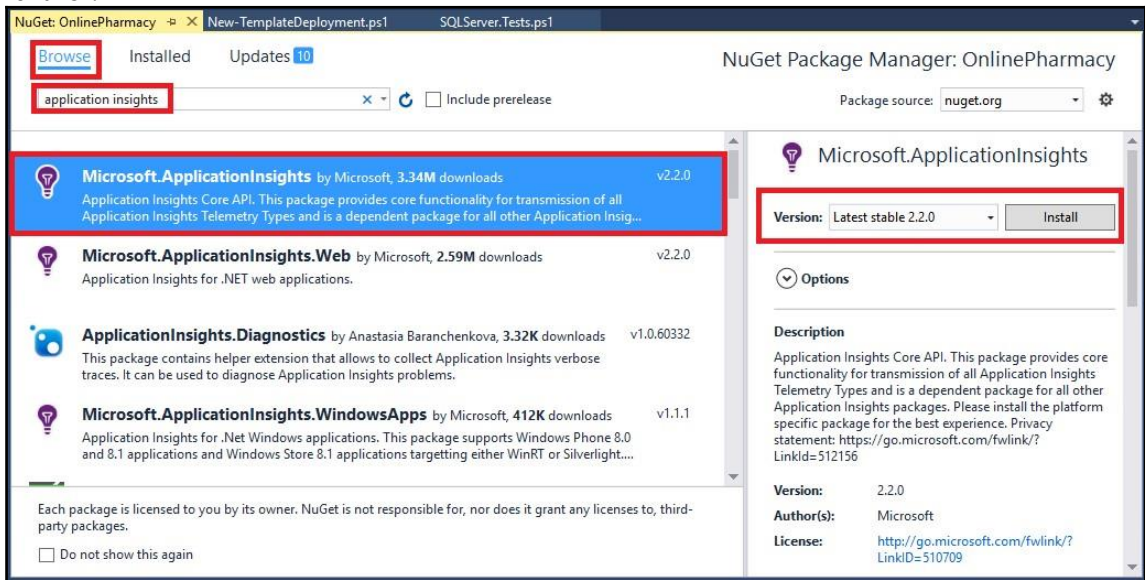 NuGet: OnlinePharmacy New-TemplateDeployment.ps1 SQLServer.Tests.ps1
Browse Installed Updates 10
NuGet Package Manager: OnlinePharmacy
application insights Include prerelease
Package source: nuget.org
Microsoft.ApplicationInsights by Microsoft, 3.34M downloads v2.2.0
Application Insights Core API. This package provides core functionality for transmission of all
Application Insights Telemetry Types and is a dependent package for all other Application Insig...
Microsoft.ApplicationInsights.Web by Microsoft, 2.59M downloads v2.2.0
Application Insights for .NET web applications.
ApplicationInsights.Diagnostics by Anastasia Baranchenkova, 3.32K downloads v1.0.60332
This package contains helper extension that allows to collect Application Insights verbose
traces. It can be used to diagnose Application Insights problems.
Microsoft.ApplicationInsights.WindowsApps by Microsoft, 412K downloads v1.1.1
Application Insights for .Net Windows applications. This package supports Windows Phone 8.0
and 8.1 applications and Windows Store 8.1 applications targetting either WinRT or Silverlight....
Each package is licensed to you by its owner. NuGet is not responsible for, nor does it grant any licenses to, third-
party packages.
Do not show this again
Microsoft.ApplicationInsights
Version: Latest stable 2.2.0 Install
Options
Description
Application Insights Core API. This package provides core
functionality for transmission of all Application Insights
Telemetry Types and is a dependent package for all other
Application Insights packages. Please install the platform
specific package for the best experience. Privacy
statement: https://go.microsoft.com/fwlink/?
LinkId=512156
Version: 2.2.0
Author(s): Microsoft
License: http://go.microsoft.com/fwlink/?
LinkID=510709